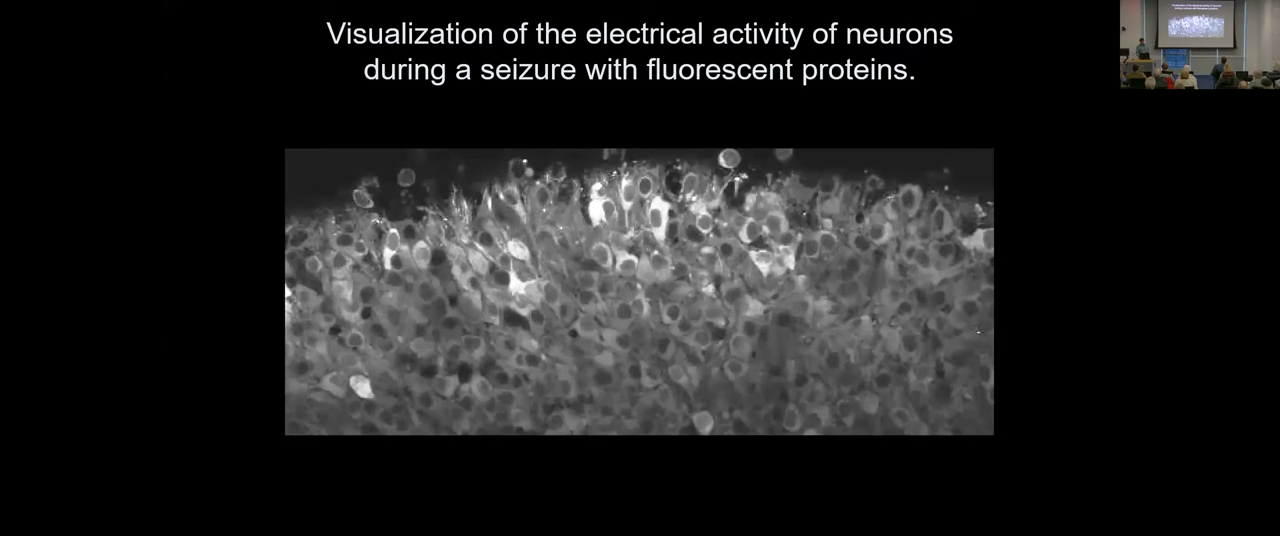 Visualization of the electrical activity of neurons
during a seizure with fluorescent proteins.